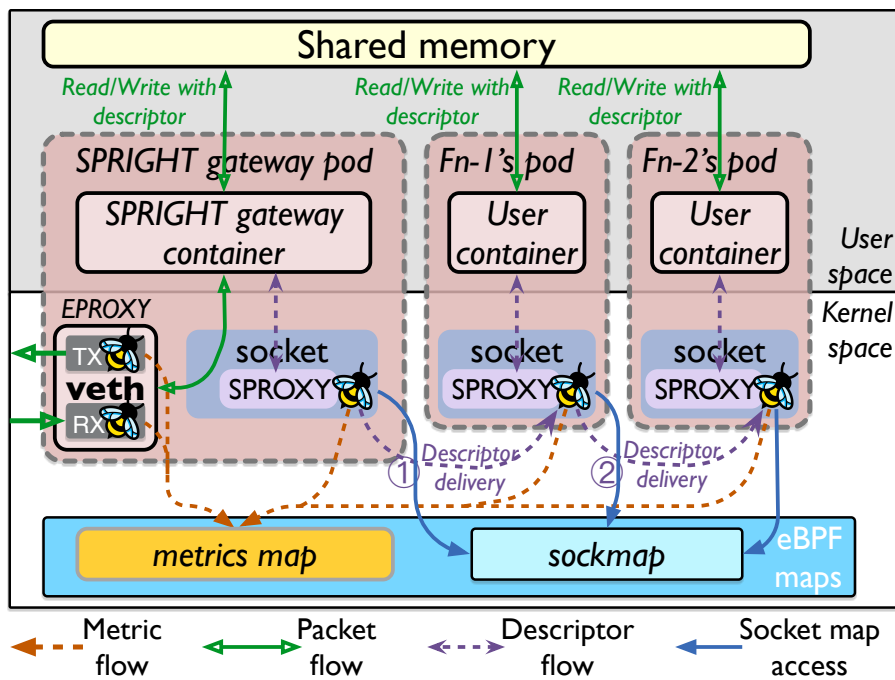 Shared memory
Read/Write with
descriptor
Read/Write with
descriptor
Read/Write with
descriptor
SPRIGHT gateway pod
Fn-1's pod
Fn-2's pod
SPRIGHT gateway
container
User
container
User
container
User
space
EPROXY
Kernel
space
TX
veth
RX
socket
SPROXY
socket
SPROXY
socket
SPROXY
① Descriptor
delivery
② Descriptor
delivery
metrics map
sockmap
eBPF
maps
Metric
flow
Packet
flow
Descriptor
flow
Socket map
access